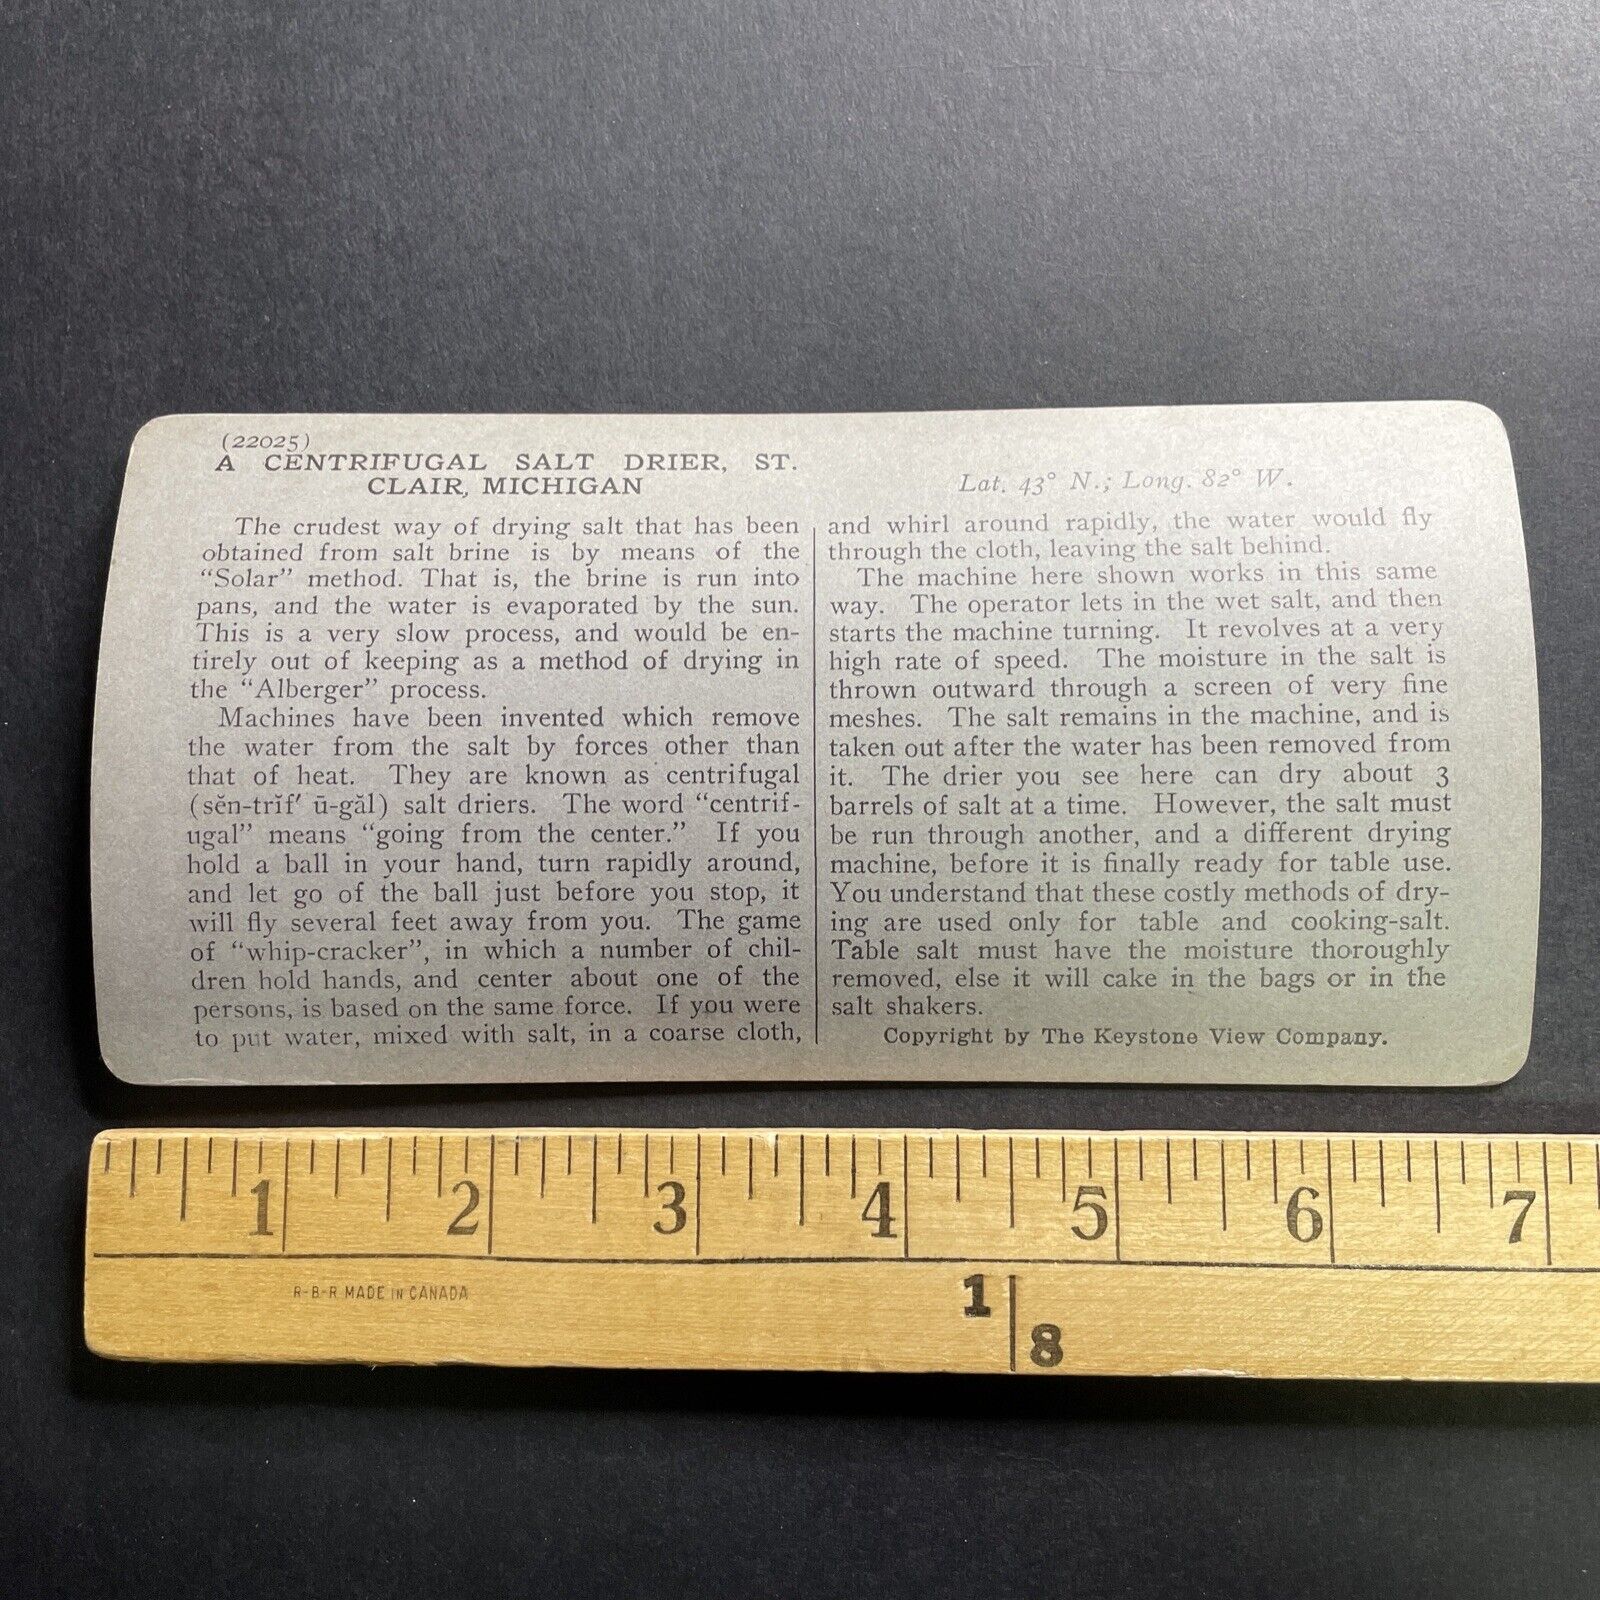 (22025)
A CENTRIFUGAL SALT DRIER, ST.
CLAIR, MICHIGAN
The crudest way of drying salt that has been
obtained from salt brine is by means of the
“Solar” method. That is, the brine is run into
pans, and the water is evaporated by the sun.
This is a very slow process, and would be en-
tirely out of keeping as a method of drying in
the “Alberger” process.
Machines have been invented which remove
the water from the salt by forces other than
that of heat. They are known as centrifugal
(sĕn-trĭf′ ū-găl) salt driers. The word “centrif-
ugal” means “going from the center.” If you
hold a ball in your hand, turn rapidly around,
and let go of the ball just before you stop, it
will fly several feet away from you. The game
of “whip-cracker”, in which a number of chil-
dren hold hands, and center about one of the
persons, is based on the same force. If you were
to put water, mixed with salt, in a coarse cloth,
Lat. 43° N.; Long. 82° W.
and whirl around rapidly, the water would fly
through the cloth, leaving the salt behind.
The machine here shown works in this same
way. The operator lets in the wet salt, and then
starts the machine turning. It revolves at a very
high rate of speed. The moisture in the salt is
thrown outward through a screen of very fine
meshes. The salt remains in the machine, and is
taken out after the water has been removed from
it. The drier you see here can dry about 3
barrels of salt at a time. However, the salt must
be run through another, and a different drying
machine, before it is finally ready for table use.
You understand that these costly methods of dry-
ing are used only for table and cooking-salt.
Table salt must have the moisture thoroughly
removed, else it will cake in the bags or in the
salt shakers.
Copyright by The Keystone View Company.
1 2 3 4 5 6 7
R-B-R MADE IN CANADA
1
8